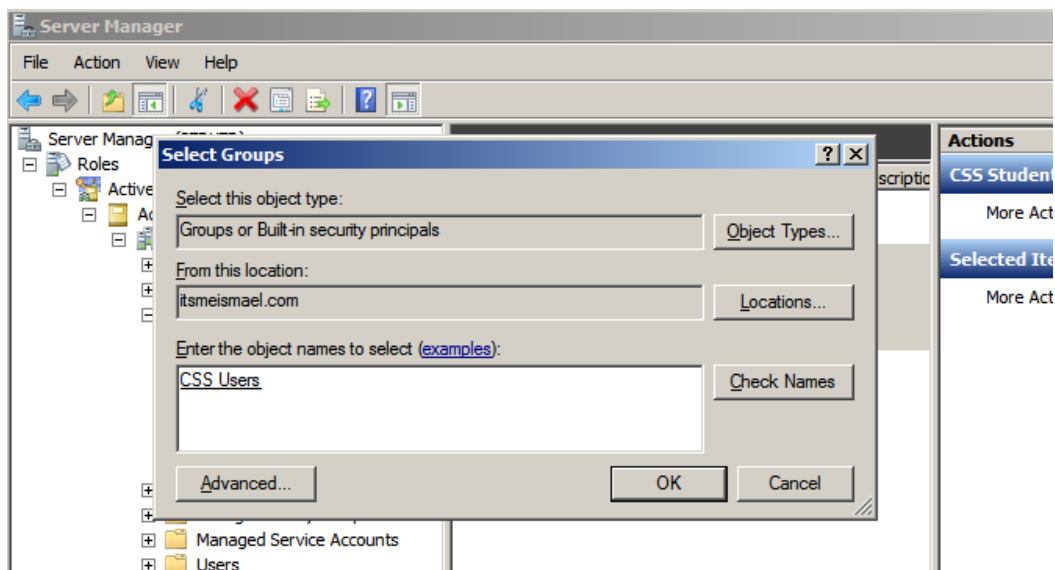 Server Manager
File Action View Help
Server Manag
Actions
Roles
Select Groups
scriptio
CSS Student
Active
Select this object type:
Groups or Built-in security principals
Object Types...
More Act
From this location:
Selected Ite
itsmeismael.com
Locations...
More Act
Enter the object names to select (examples):
CSS Users
Check Names
Advanced...
OK
Cancel
Managed Service Accounts
Users